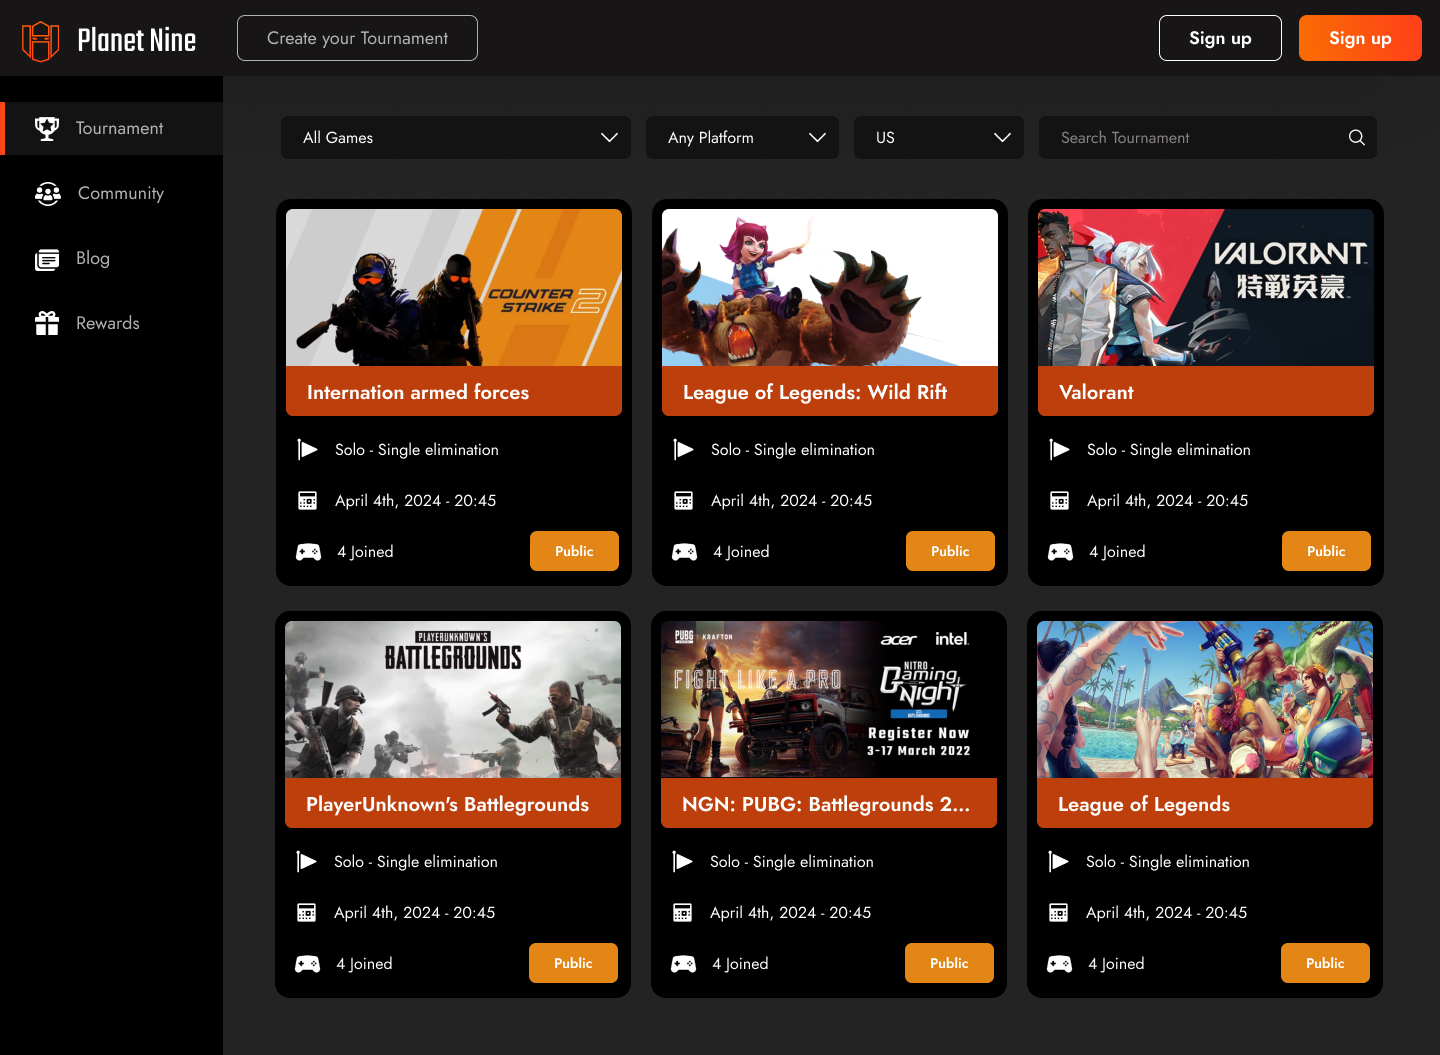 Planet Nine
Create your Tournament
Sign up
Sign up
Tournament
Community
Blog
Rewards
All Games
Any Platform
US
Search Tournament
COUNTER
STRIKE 2
Internation armed forces
Solo - Single elimination
April 4th, 2024 - 20:45
4 Joined
Public
League of Legends: Wild Rift
Solo - Single elimination
April 4th, 2024 - 20:45
4 Joined
Public
VALORANT
特戰英豪
Valorant
Solo - Single elimination
April 4th, 2024 - 20:45
4 Joined
Public
PLAYERUNKNOWN'S
BATTLEGROUNDS
PlayerUnknown's Battlegrounds
Solo - Single elimination
April 4th, 2024 - 20:45
4 Joined
Public
PUBG
KRAFTON
acer intel.
FIGHT LIKE A PRO
NITRO
Gaming
Night
BATTLEGROUNDS
Register Now
3-17 March 2022
NGN: PUBG: Battlegrounds 2...
Solo - Single elimination
April 4th, 2024 - 20:45
4 Joined
Public
League of Legends
Solo - Single elimination
April 4th, 2024 - 20:45
4 Joined
Public